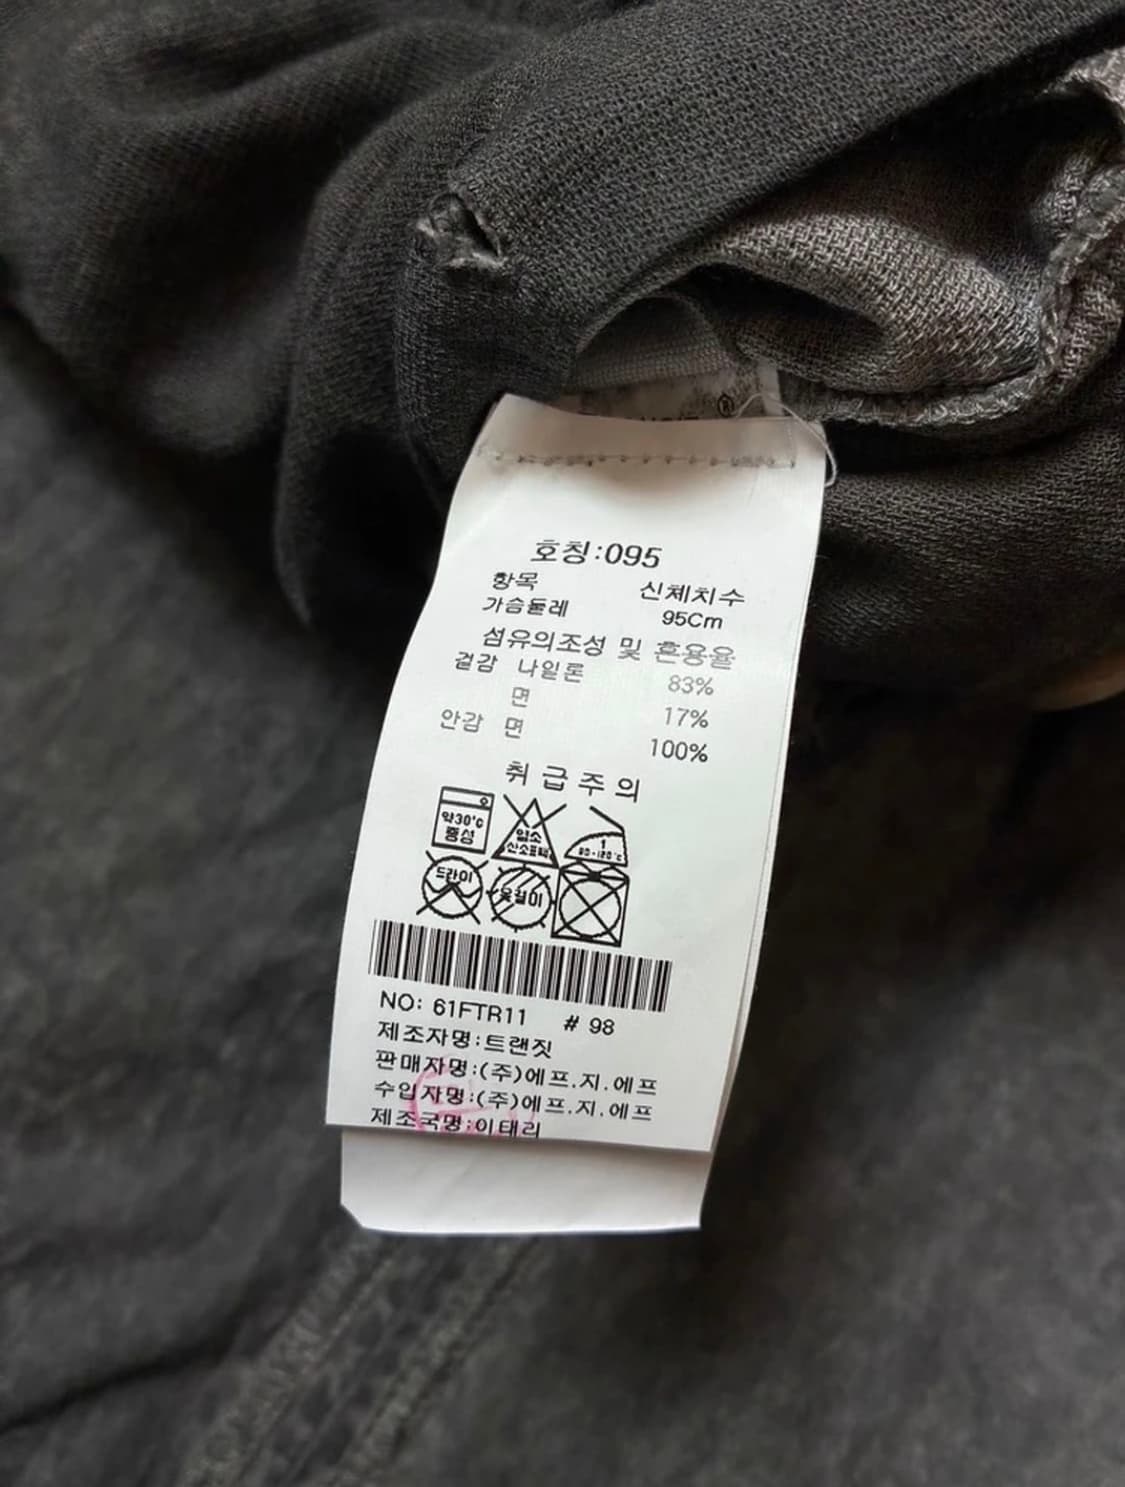 ®
호칭:095
항목 신체치수
가슴둘레 95Cm
섬유의조성 및 흔용율
겉감 나일론 83%
면 17%
안감 면 100%
취급주의
약30°C
중성
염소
산소표백
1
80-120°C
드라이
옷걸이
NO: 61FTR11 # 98
제조자명:트랜짓
판매자명:(주)에프.지.에프
수입자명:(주)에프.지.에프
제조국명:이태리